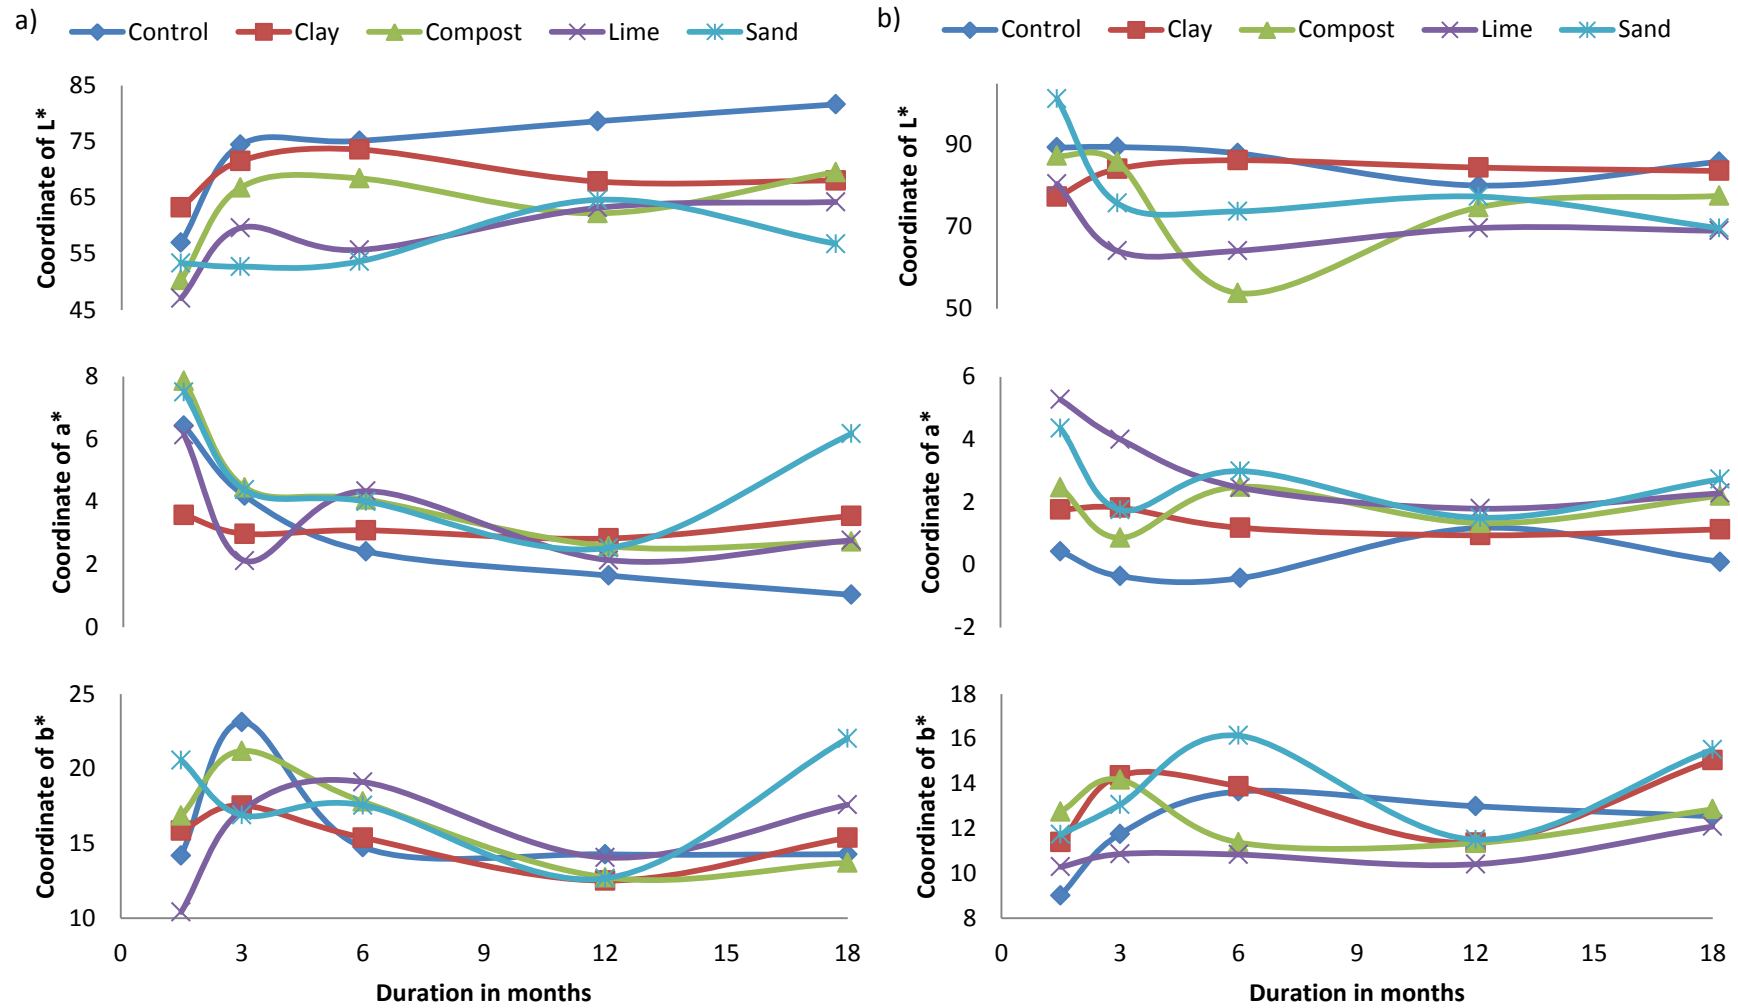 a)
Control Clay Compost Lime Sand
Coordinate of L*
85
75
65
55
45
Coordinate of a*
8
6
4
2
0
Coordinate of b*
25
20
15
10
0 3 6 9 12 15 18
Duration in months
b)
Control Clay Compost Lime Sand
Coordinate of L*
90
70
50
Coordinate of a*
6
4
2
0
-2
Coordinate of b*
18
16
14
12
10
8
0 3 6 9 12 15 18
Duration in months